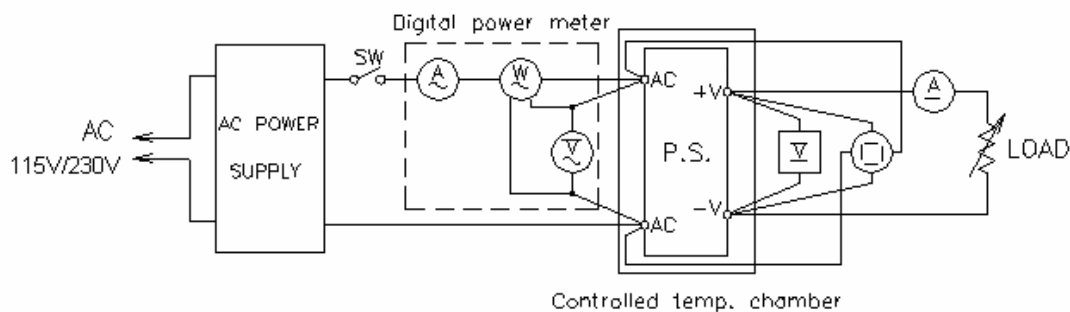 Digital power meter
SW
A
W
V
AC
115V/230V
AC POWER
SUPPLY
AC
AC
+V
P.S.
-V
V
A
LOAD
Controlled temp. chamber